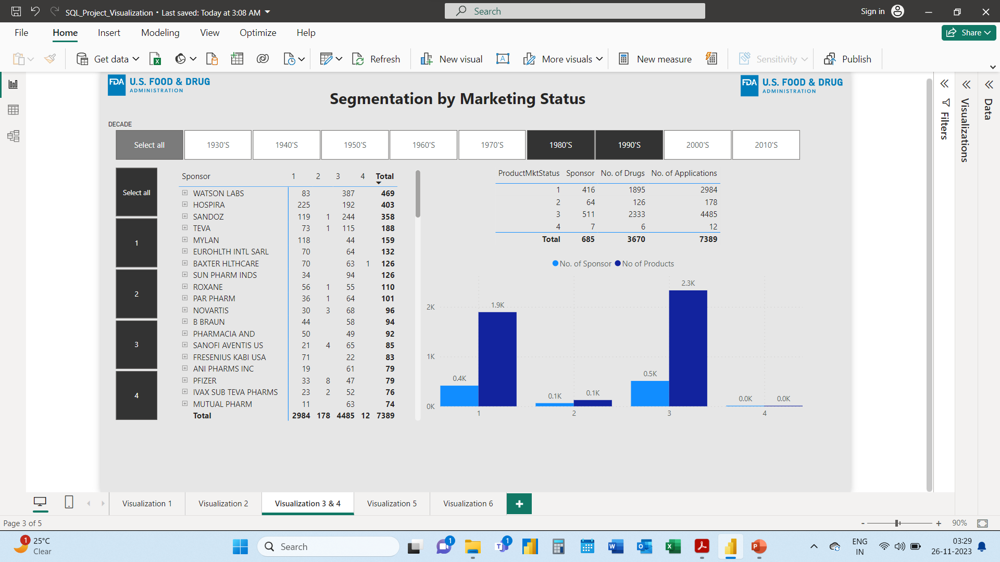 SQL_Project_Visualization • Last saved: Today at 3:08 AM
Search
Sign in
File Home Insert Modeling View Optimize Help
Share
Get data
Refresh
New visual
More visuals
New measure
Sensitivity
Publish
FDA U.S. FOOD & DRUG
ADMINISTRATION
Segmentation by Marketing Status
FDA U.S. FOOD & DRUG
ADMINISTRATION
Filters
Visualizations
Data
DECADE
Select all 1930'S 1940'S 1950'S 1960'S 1970'S 1980'S 1990'S 2000'S 2010'S
Select all
1
2
3
4
Sponsor 1 2 3 4 Total
WATSON LABS 83 387 469
HOSPIRA 225 192 403
SANDOZ 119 1 244 358
TEVA 73 1 115 188
MYLAN 118 44 159
EUROHLTH INTL SARL 70 64 132
BAXTER HLTHCARE 70 63 1 126
SUN PHARM INDS 34 94 126
ROXANE 56 1 55 110
PAR PHARM 36 1 64 101
NOVARTIS 30 3 68 96
B BRAUN 44 58 94
PHARMACIA AND 50 49 92
SANOFI AVENTIS US 21 4 65 85
FRESENIUS KABI USA 71 22 83
ANI PHARMS INC 19 61 79
PFIZER 33 8 47 79
IVAX SUB TEVA PHARMS 23 2 52 76
MUTUAL PHARM 11 63 74
Total 2984 178 4485 12 7389
ProductMktStatus Sponsor No. of Drugs No. of Applications
1 416 1895 2984
2 64 126 178
3 511 2333 4485
4 7 6 12
Total 685 3670 7389
No. of Sponsor No of Products
2K
1K
0K
0.4K 1.9K
0.1K 0.1K
0.5K 2.3K
0.0K 0.0K
1 2 3 4
Visualization 1 Visualization 2 Visualization 3 & 4 Visualization 5 Visualization 6 +
Page 3 of 5
- + 90%
1
25°C
Clear
Search
1
1
ENG
IN
03:29
26-11-2023